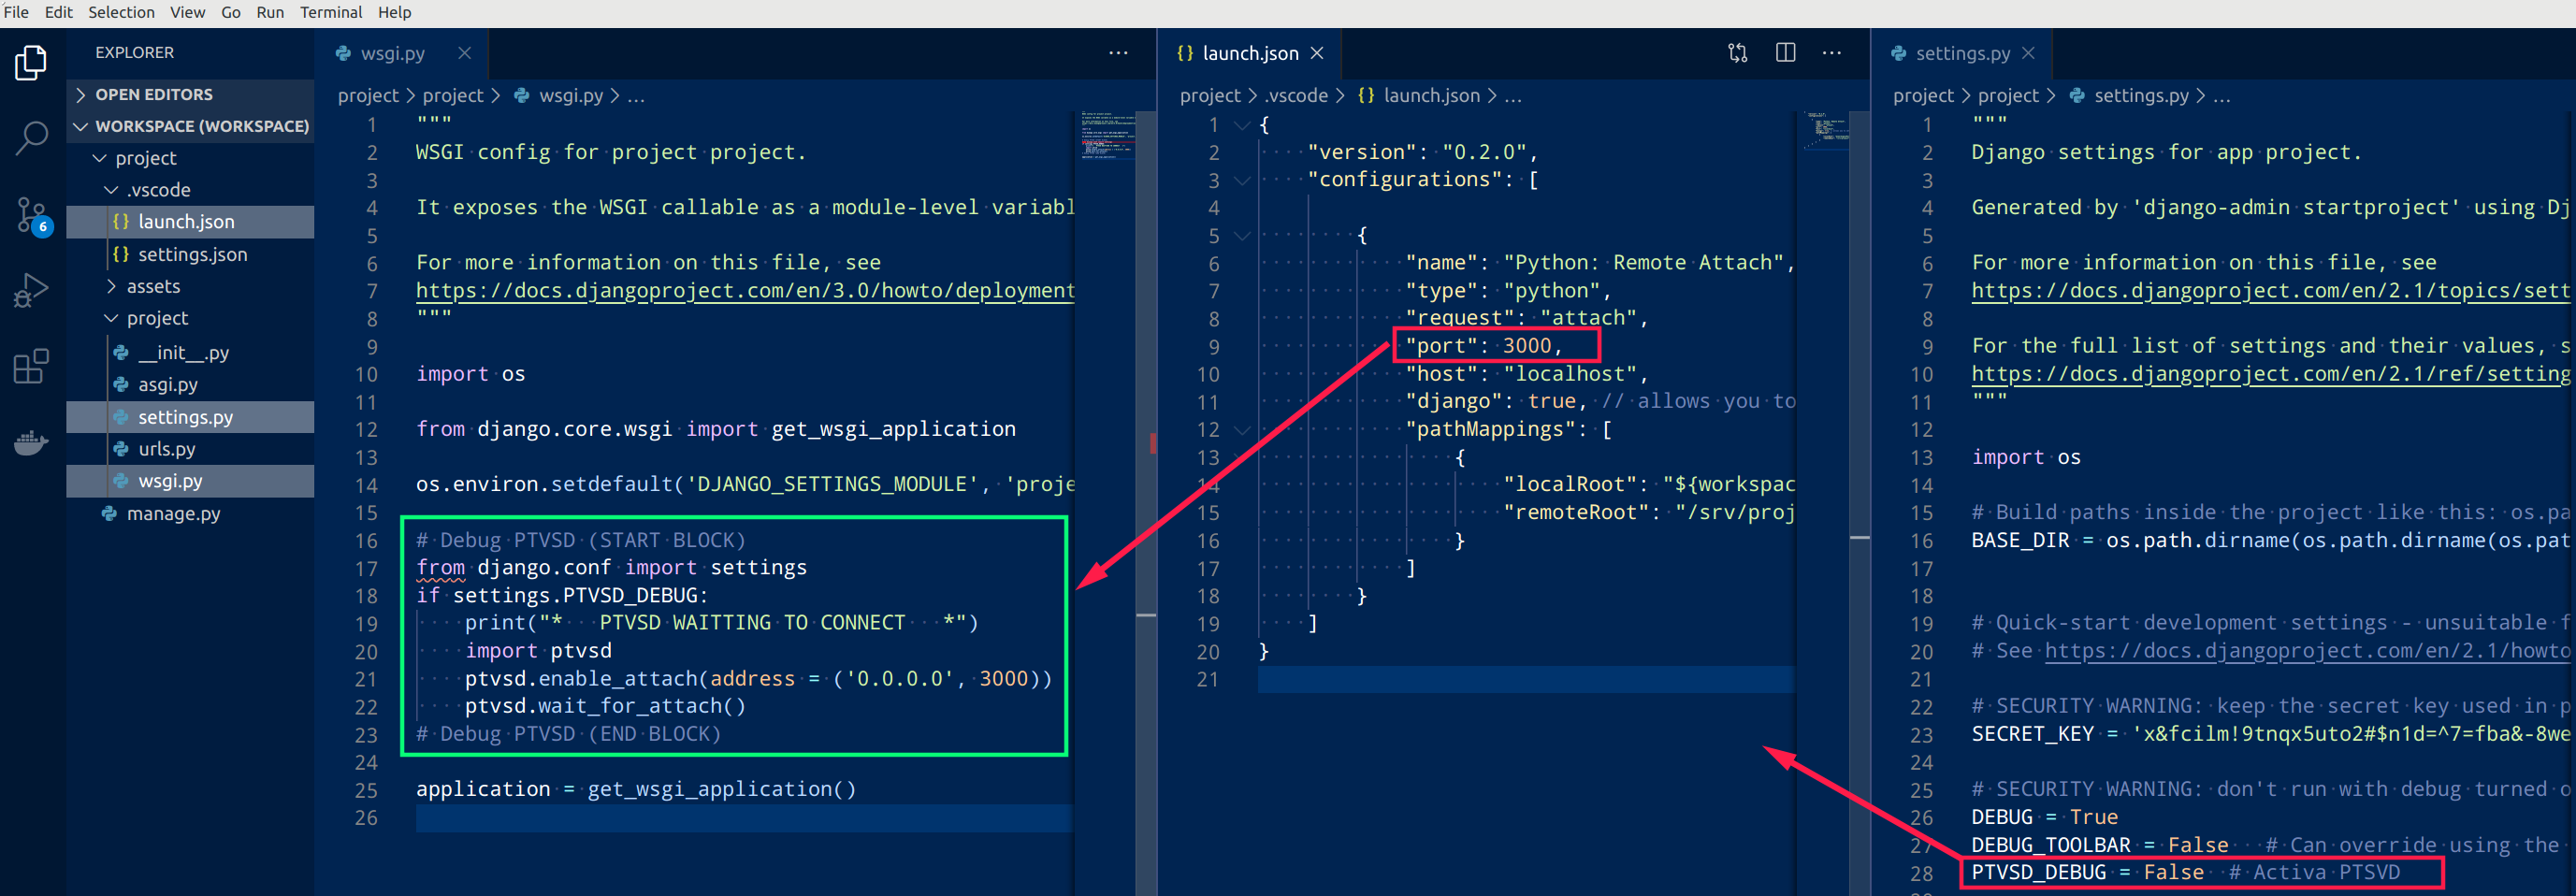 File Edit Selection View Go Run Terminal Help
EXPLORER
OPEN EDITORS
WORKSPACE (WORKSPACE)
project
.vscode
{} launch.json
{} settings.json
assets
project
__init__.py
asgi.py
settings.py
urls.py
wsgi.py
manage.py
6
wsgi.py
project > project > wsgi.py > ...
1 """
2 WSGI config for project project.
3
4 It exposes the WSGI callable as a module-level variabl
5
6 For more information on this file, see
7 https://docs.djangoproject.com/en/3.0/howto/deployment
8 """
9
10 import os
11
12 from django.core.wsgi import get_wsgi_application
13
14 os.environ.setdefault('DJANGO_SETTINGS_MODULE', 'proje
15
16 # Debug PTVSD (START BLOCK)
17 from django.conf import settings
18 if settings.PTVSD_DEBUG:
19     print("*   PTVSD WAITTING TO CONNECT   *")
20     import ptvsd
21     ptvsd.enable_attach(address = ('0.0.0.0', 3000))
22     ptvsd.wait_for_attach()
23 # Debug PTVSD (END BLOCK)
24
25 application = get_wsgi_application()
26
{} launch.json
project > .vscode > {} launch.json > ...
1 {
2     "version": "0.2.0",
3     "configurations": [
4
5         {
6             "name": "Python: Remote Attach",
7             "type": "python",
8             "request": "attach",
9             "port": 3000,
10             "host": "localhost",
11             "django": true, // allows you to
12             "pathMappings": [
13                 {
14                     "localRoot": "${workspac
15                     "remoteRoot": "/srv/proj
16                 }
17             ]
18         }
19     ]
20 }
21
settings.py
project > project > settings.py > ...
1 """
2 Django settings for app project.
3
4 Generated by 'django-admin startproject' using Dj
5
6 For more information on this file, see
7 https://docs.djangoproject.com/en/2.1/topics/sett
8
9 For the full list of settings and their values, s
10 https://docs.djangoproject.com/en/2.1/ref/setting
11 """
12
13 import os
14
15 # Build paths inside the project like this: os.pa
16 BASE_DIR = os.path.dirname(os.path.dirname(os.pat
17
18
19 # Quick-start development settings - unsuitable f
20 # See https://docs.djangoproject.com/en/2.1/howto
21
22 # SECURITY WARNING: keep the secret key used in p
23 SECRET_KEY = 'x&fcilm!9tnqx5uto2#$n1d=^7=fba&-8we
24
25 # SECURITY WARNING: don't run with debug turned o
26 DEBUG = True
27 DEBUG_TOOLBAR = False   # Can override using the
28 PTVSD_DEBUG = False  # Activa PTSVD